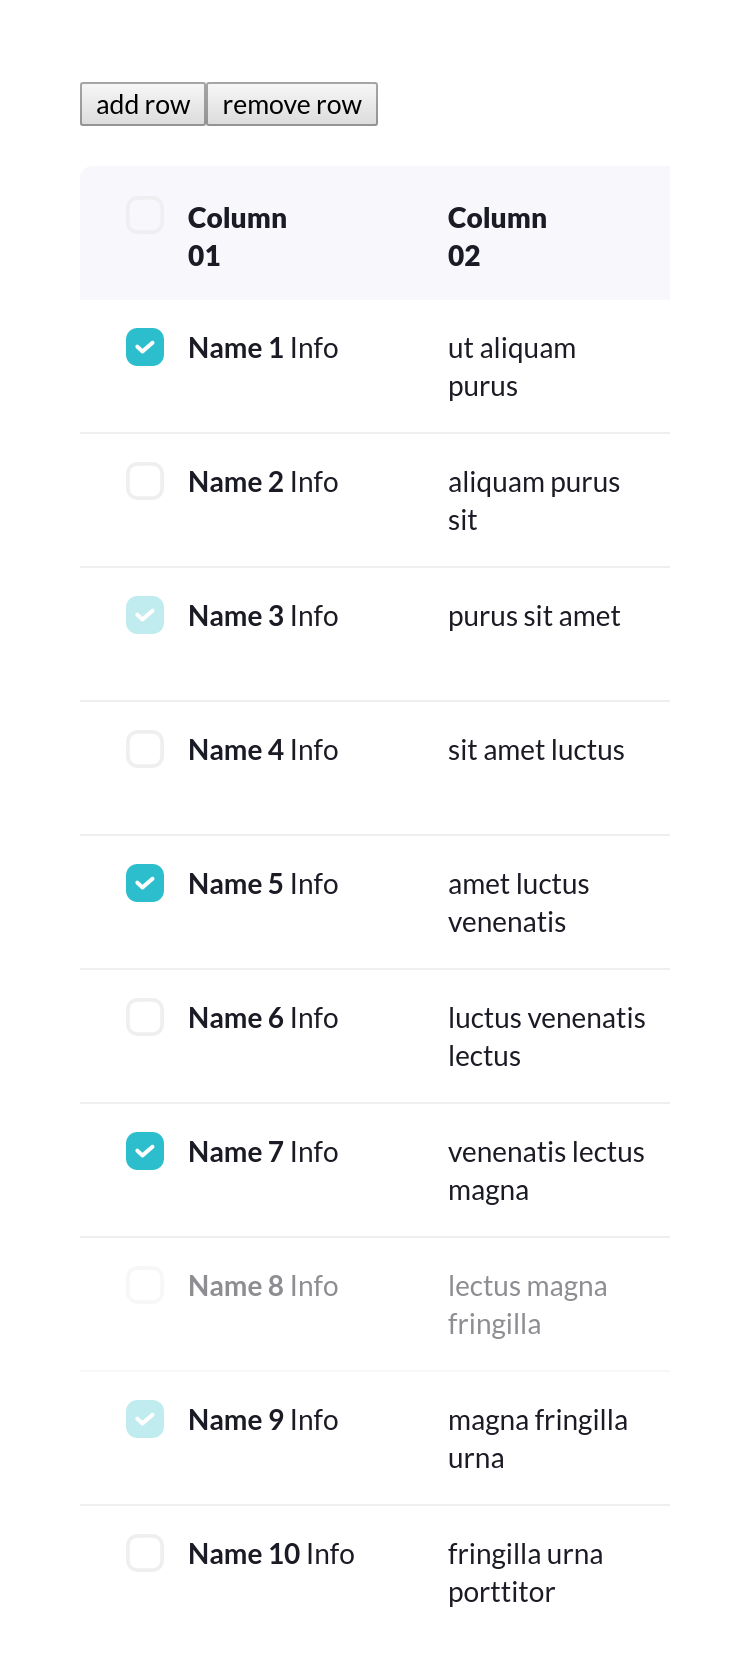 add row remove row
Column Column
01 02
Name 1 Info ut aliquam
purus
Name 2 Info aliquam purus
sit
Name 3 Info purus sit amet
Name 4 Info sit amet luctus
Name 5 Info amet luctus
venenatis
Name 6 Info luctus venenatis
lectus
Name 7 Info venenatis lectus
magna
Name 8 Info lectus magna
fringilla
Name 9 Info magna fringilla
urna
Name 10 Info fringilla urna
porttitor